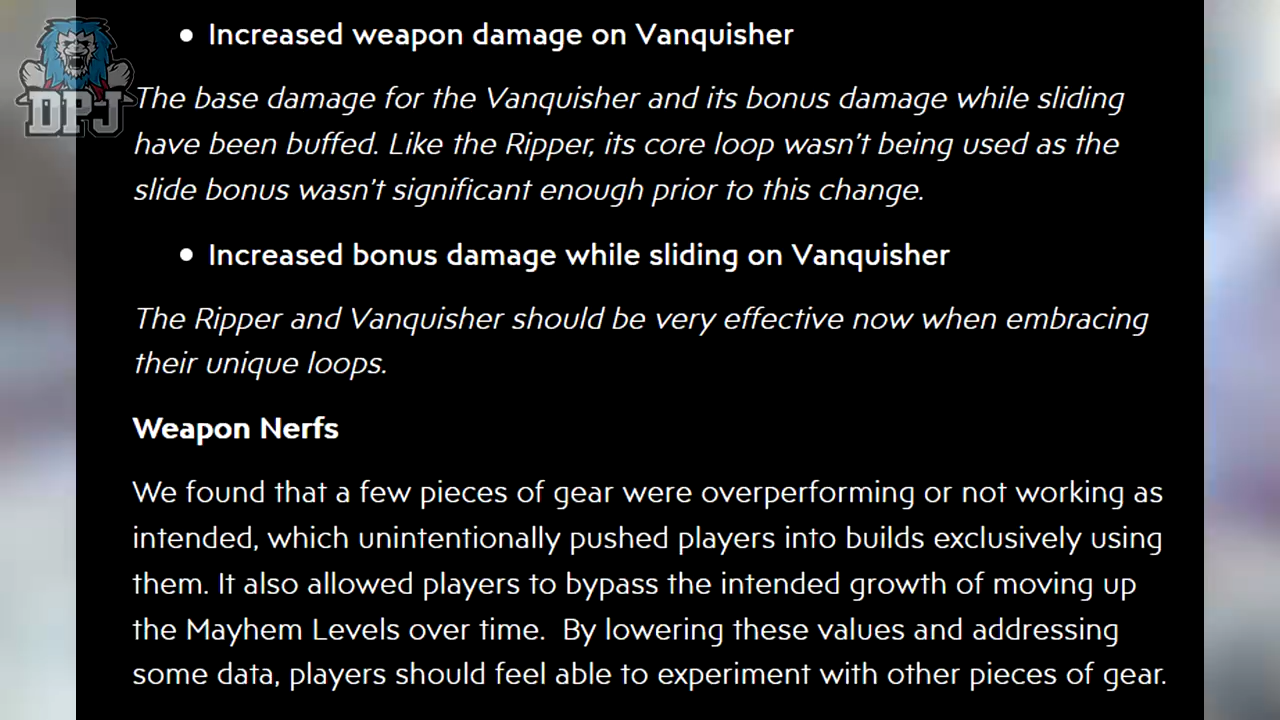 • Increased weapon damage on Vanquisher
DPJ
The base damage for the Vanquisher and its bonus damage while sliding
have been buffed. Like the Ripper, its core loop wasn't being used as the
slide bonus wasn't significant enough prior to this change.
• Increased bonus damage while sliding on Vanquisher
The Ripper and Vanquisher should be very effective now when embracing
their unique loops.
Weapon Nerfs
We found that a few pieces of gear were overperforming or not working as
intended, which unintentionally pushed players into builds exclusively using
them. It also allowed players to bypass the intended growth of moving up
the Mayhem Levels over time.  By lowering these values and addressing
some data, players should feel able to experiment with other pieces of gear.